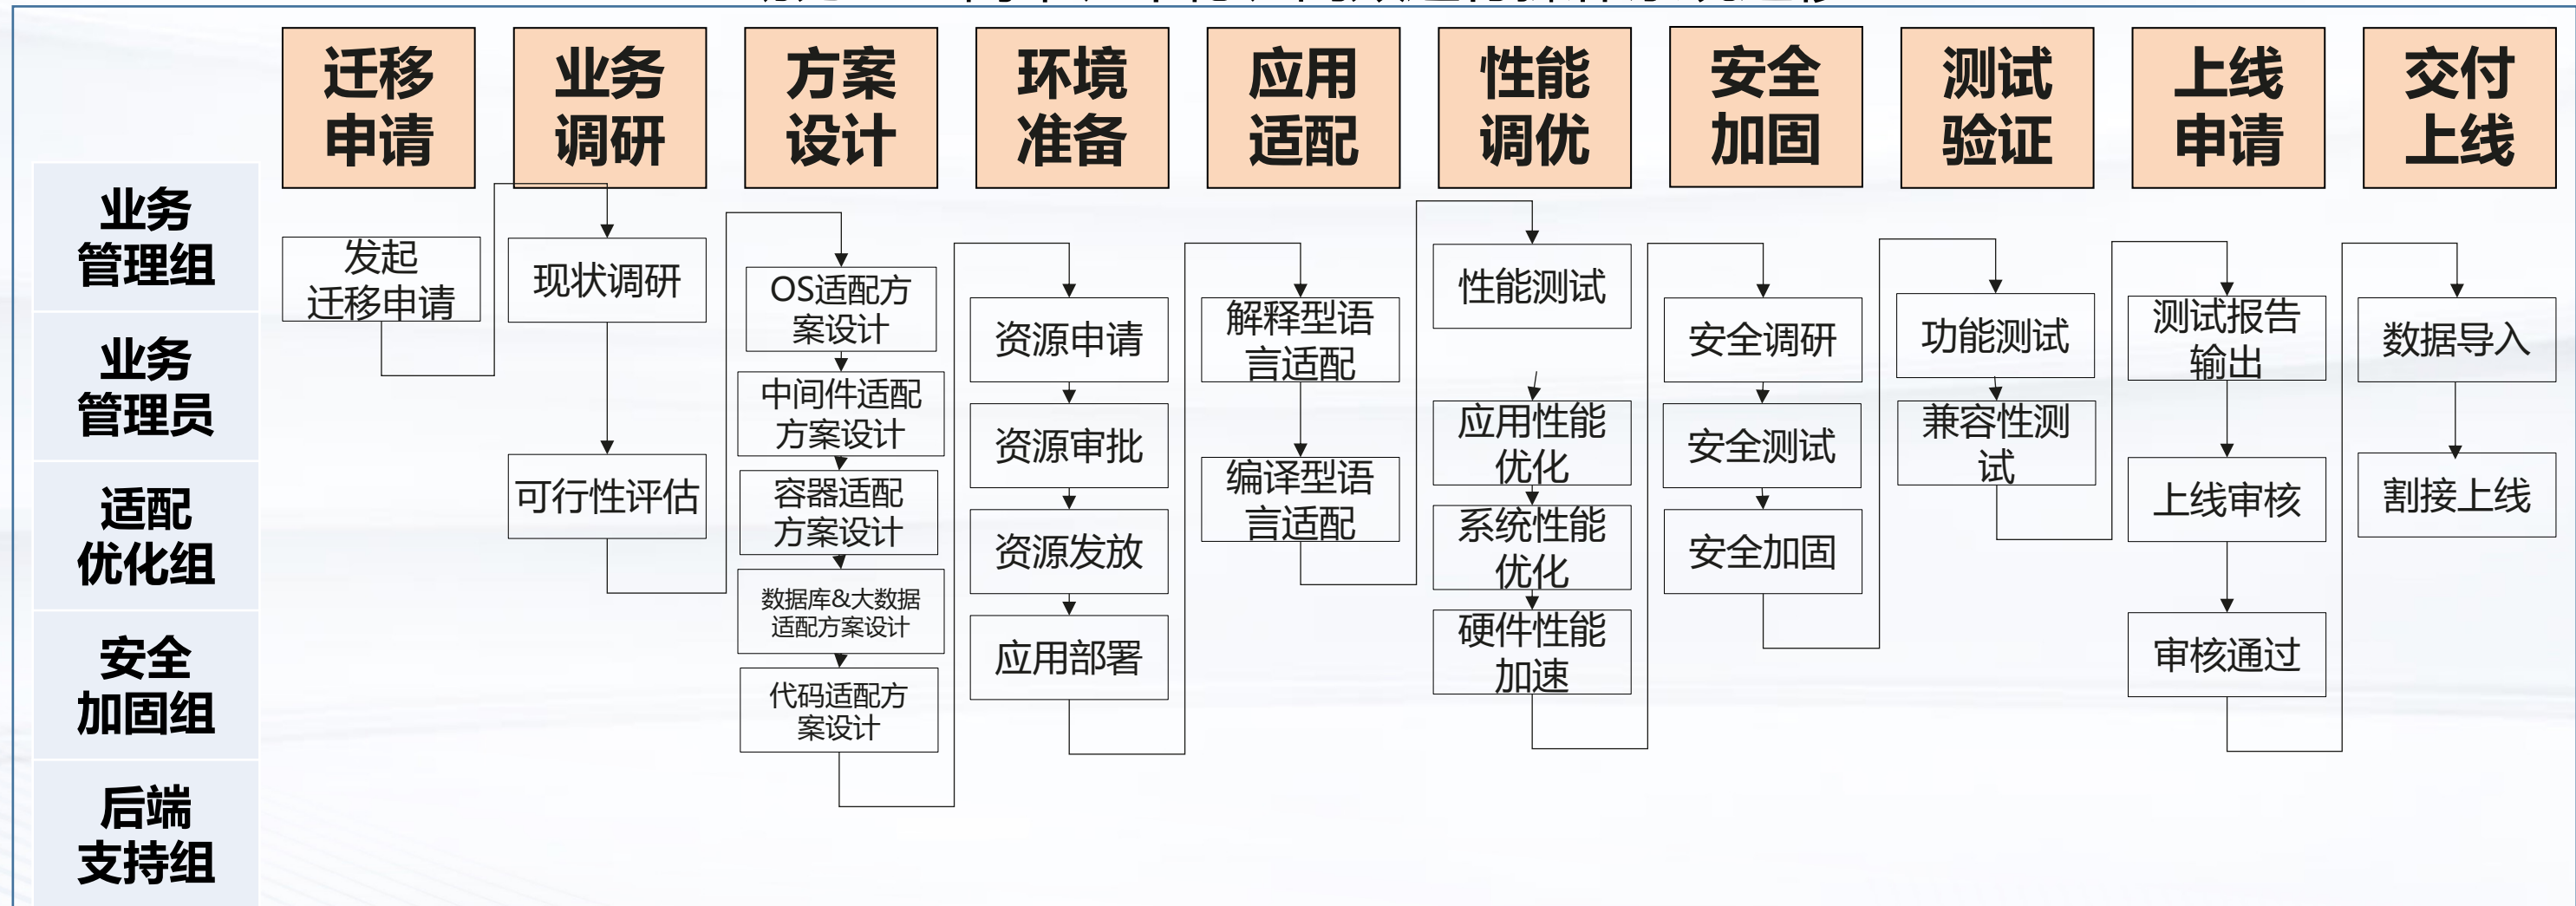 迁移
申请
业务
调研
方案
设计
环境
准备
应用
适配
性能
调优
安全
加固
测试
验证
上线
申请
交付
上线
业务
管理组
业务
管理员
适配
优化组
安全
加固组
后端
支持组
发起
迁移申请
现状调研
可行性评估
OS适配方
案设计
中间件适配
方案设计
容器适配
方案设计
数据库&大数据
适配方案设计
代码适配方
案设计
资源申请
资源审批
资源发放
应用部署
解释型语
言适配
编译型语
言适配
性能测试
应用性能
优化
系统性能
优化
硬件性能
加速
安全调研
安全测试
安全加固
功能测试
兼容性测
试
测试报告
输出
上线审核
审核通过
数据导入
割接上线